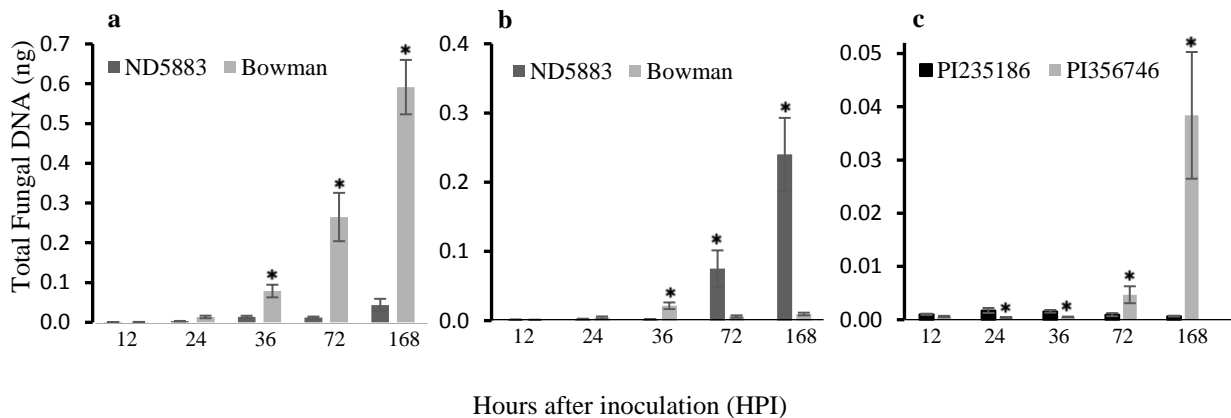 a
ND5883 Bowman
0.7
0.6
0.5
0.4
0.3
0.2
0.1
0.0
* * *
12 24 36 72 168
Total Fungal DNA (ng)
b
ND5883 Bowman
0.4
0.3
0.2
0.1
0.0
* * *
12 24 36 72 168
c
PI235186 PI356746
0.05
0.04
0.03
0.02
0.01
0.00
* * * *
12 24 36 72 168
Hours after inoculation (HPI)